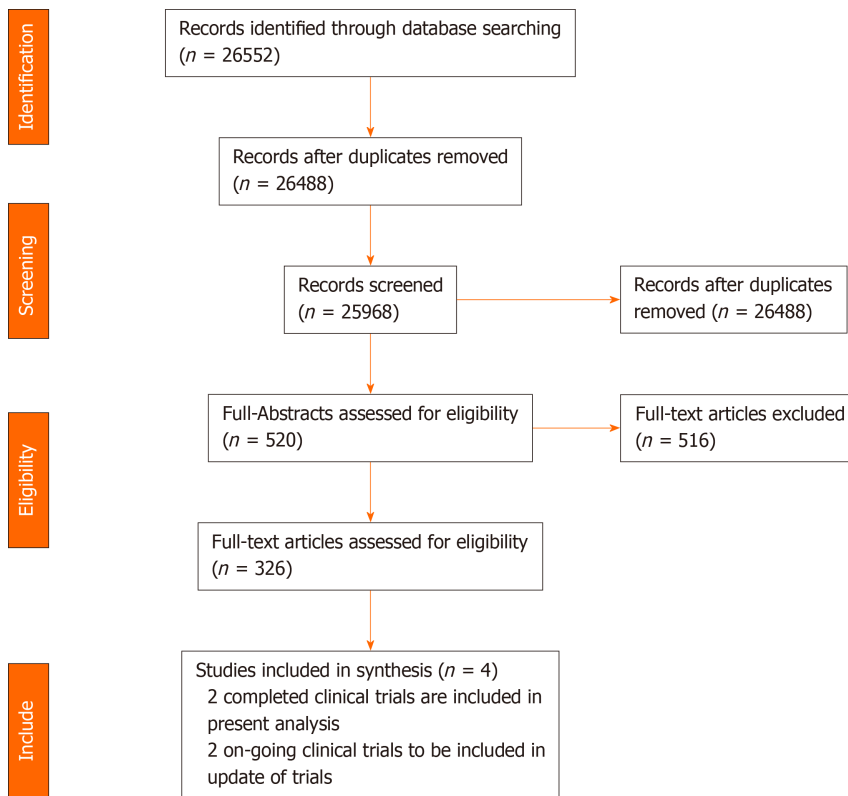 Identification
Records identified through database searching
(n = 26552)
Records after duplicates removed
(n = 26488)
Screening
Records screened
(n = 25968)
Records after duplicates
removed (n = 26488)
Eligibility
Full-Abstracts assessed for eligibility
(n = 520)
Full-text articles excluded
(n = 516)
Full-text articles assessed for eligibility
(n = 326)
Include
Studies included in synthesis (n = 4)
2 completed clinical trials are included in
present analysis
2 on-going clinical trials to be included in
update of trials